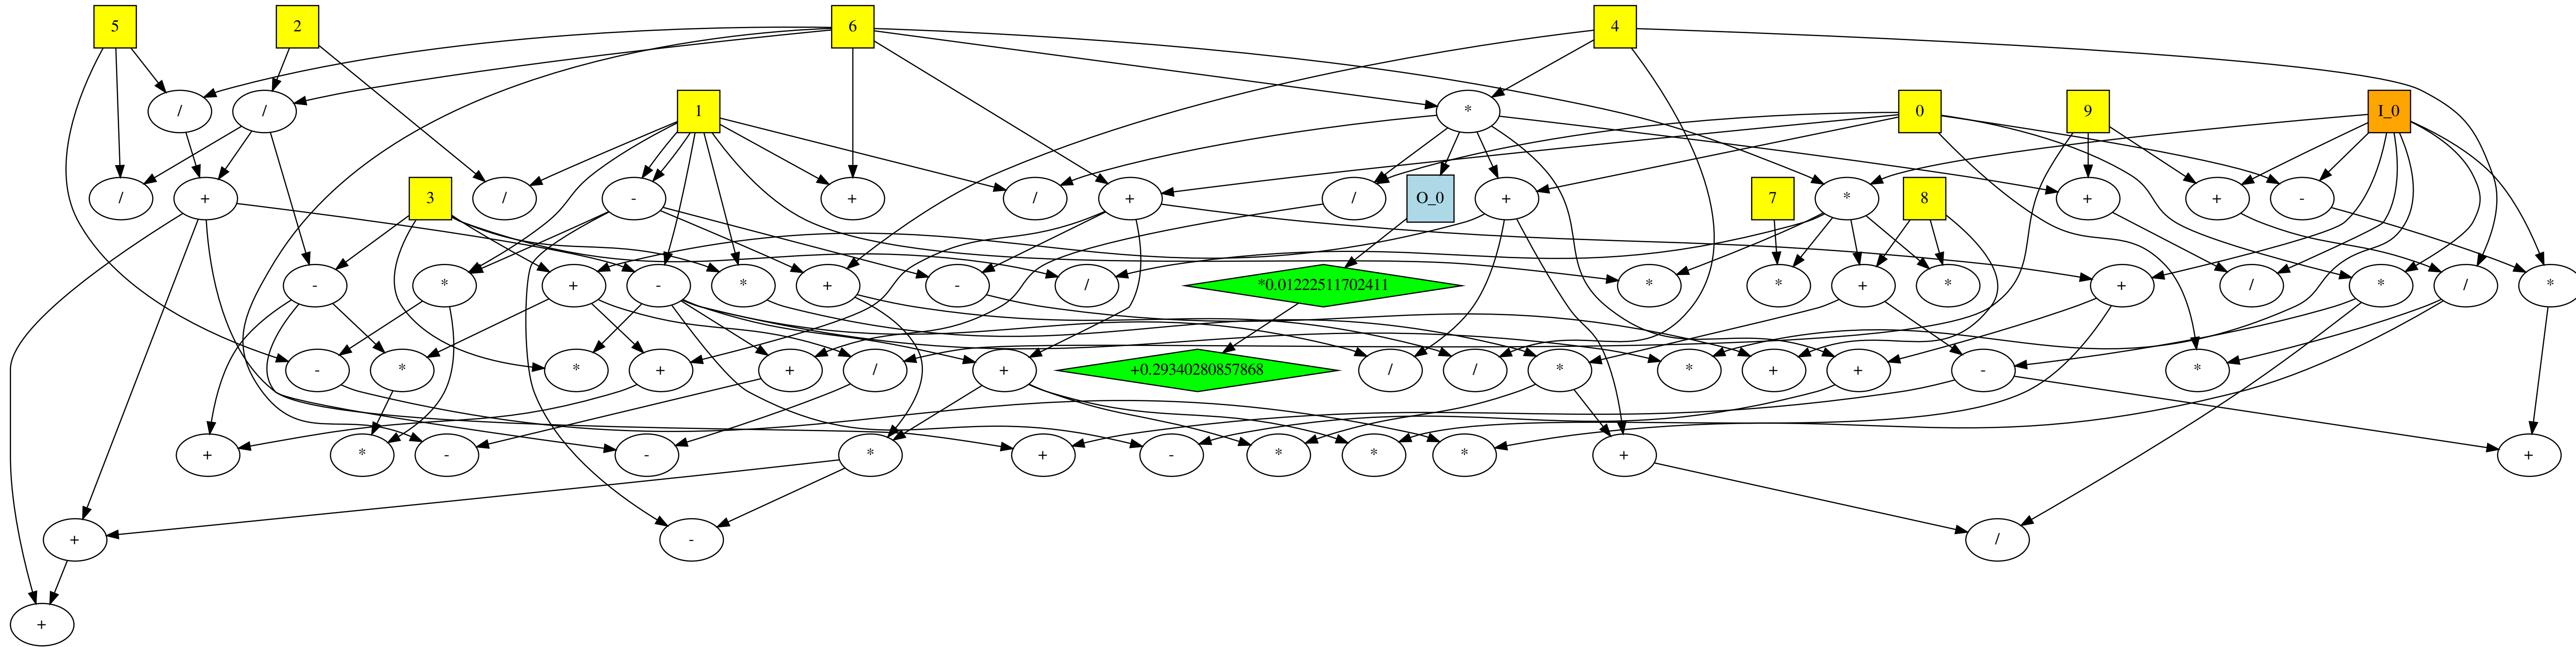 5 2 6 4
/ / 1 * 0 9 I_0
/ + 3 / - + / + / O_0 + 7 * 8 + + -
- * + - * + - / *0.01222511702411 * * + * + / * / *
- * * + + / + +0.29340280857868 / / * * + + - *
+ * - - * + - * * * + +
+ - /
+